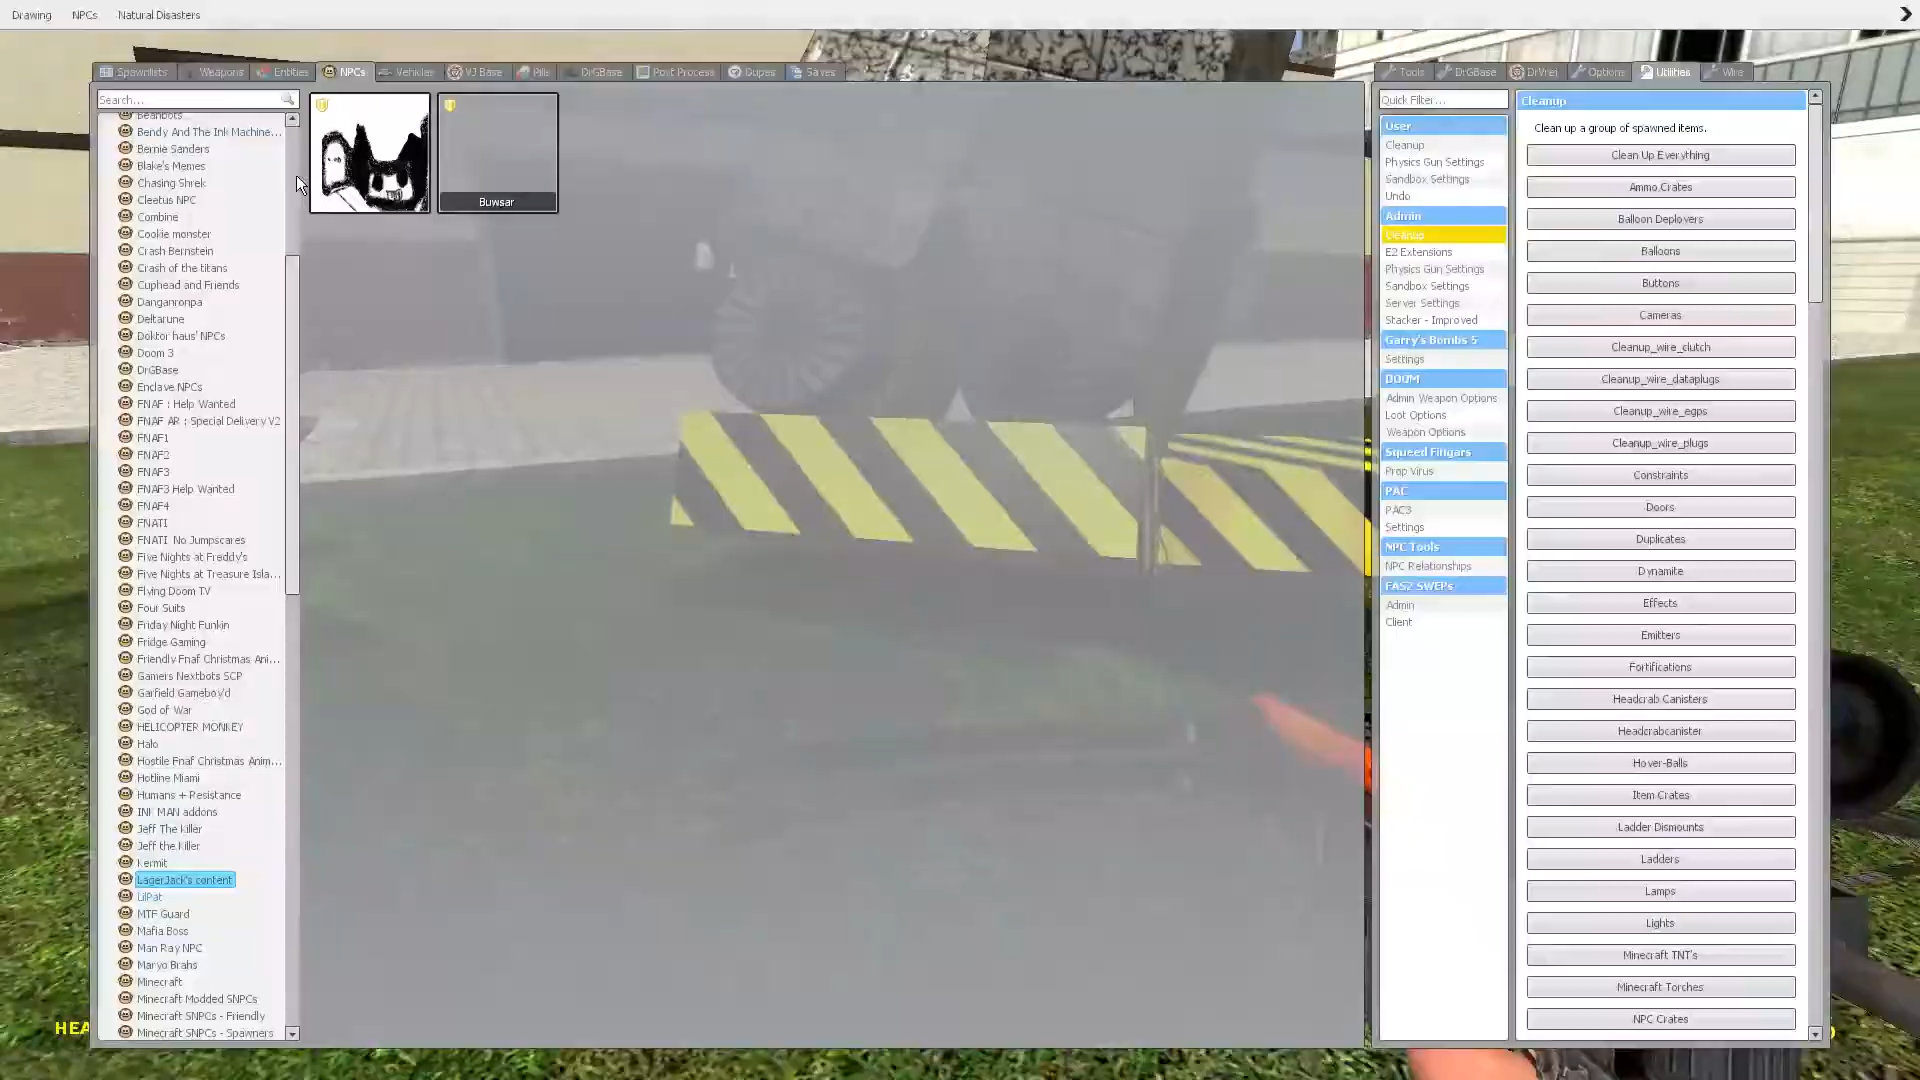 Drawing
NPCs
Natural Disasters
Spawnlists
Weapons
Entities
NPCs
Vehicles
VJ Base
Pills
DrGBase
Post Process
Dupes
Saves
Search...
Beanbots
Bendy And The Ink Machine...
Bernie Sanders
Blake's Memes
Chasing Shrek
Cleetus NPC
Combine
Cookie monster
Crash Bernstein
Crash of the titans
Cuphead and Friends
Danganronpa
Deltarune
Doktor haus' NPCs
Doom 3
DrGBase
Enclave NPCs
FNAF : Help Wanted
FNAF AR : Special Delivery V2
FNAF1
FNAF2
FNAF3
FNAF3 Help Wanted
FNAF4
FNATI
FNATI No Jumpscares
Five Nights at Freddy's
Five Nights at Treasure Isla...
Flying Doom TV
Four Suits
Friday Night Funkin
Fridge Gaming
Friendly Fnaf Christmas Ani...
Gamers Nextbots SCP
Garfield Gameboy'd
God of War
HELICOPTER MONKEY
Halo
Hostile Fnaf Christmas Anim...
Hotline Miami
Humans + Resistance
INK MAN addons
Jeff The Killer
Jeff the Killer
Kermit
LagerJack's content
LilPat
MTF Guard
Mafia Boss
Man Ray NPC
Maryo Brahs
Minecraft
Minecraft Modded SNPCs
Minecraft SNPCs - Friendly
Minecraft SNPCs - Spawners
Buwsar
HEA
Tools
DrGBase
DrVrej
Options
Utilities
Wire
Quick Filter...
User
Cleanup
Physics Gun Settings
Sandbox Settings
Undo
Admin
Cleanup
E2 Extensions
Physics Gun Settings
Sandbox Settings
Server Settings
Stacker - Improved
Garry's Bombs 5
Settings
DOOM
Admin Weapon Options
Loot Options
Weapon Options
Squeed Fingars
Prop Virus
PAC
PAC3
Settings
NPC Tools
NPC Relationships
FAS2 SWEPs
Admin
Client
Cleanup
Clean up a group of spawned items.
Clean Up Everything
Ammo Crates
Balloon Deployers
Balloons
Buttons
Cameras
Cleanup_wire_clutch
Cleanup_wire_dataplugs
Cleanup_wire_egps
Cleanup_wire_plugs
Constraints
Doors
Duplicates
Dynamite
Effects
Emitters
Fortifications
Headcrab Canisters
Headcrabcanister
Hover-Balls
Item Crates
Ladder Dismounts
Ladders
Lamps
Lights
Minecraft TNT's
Minecraft Torches
NPC Crates